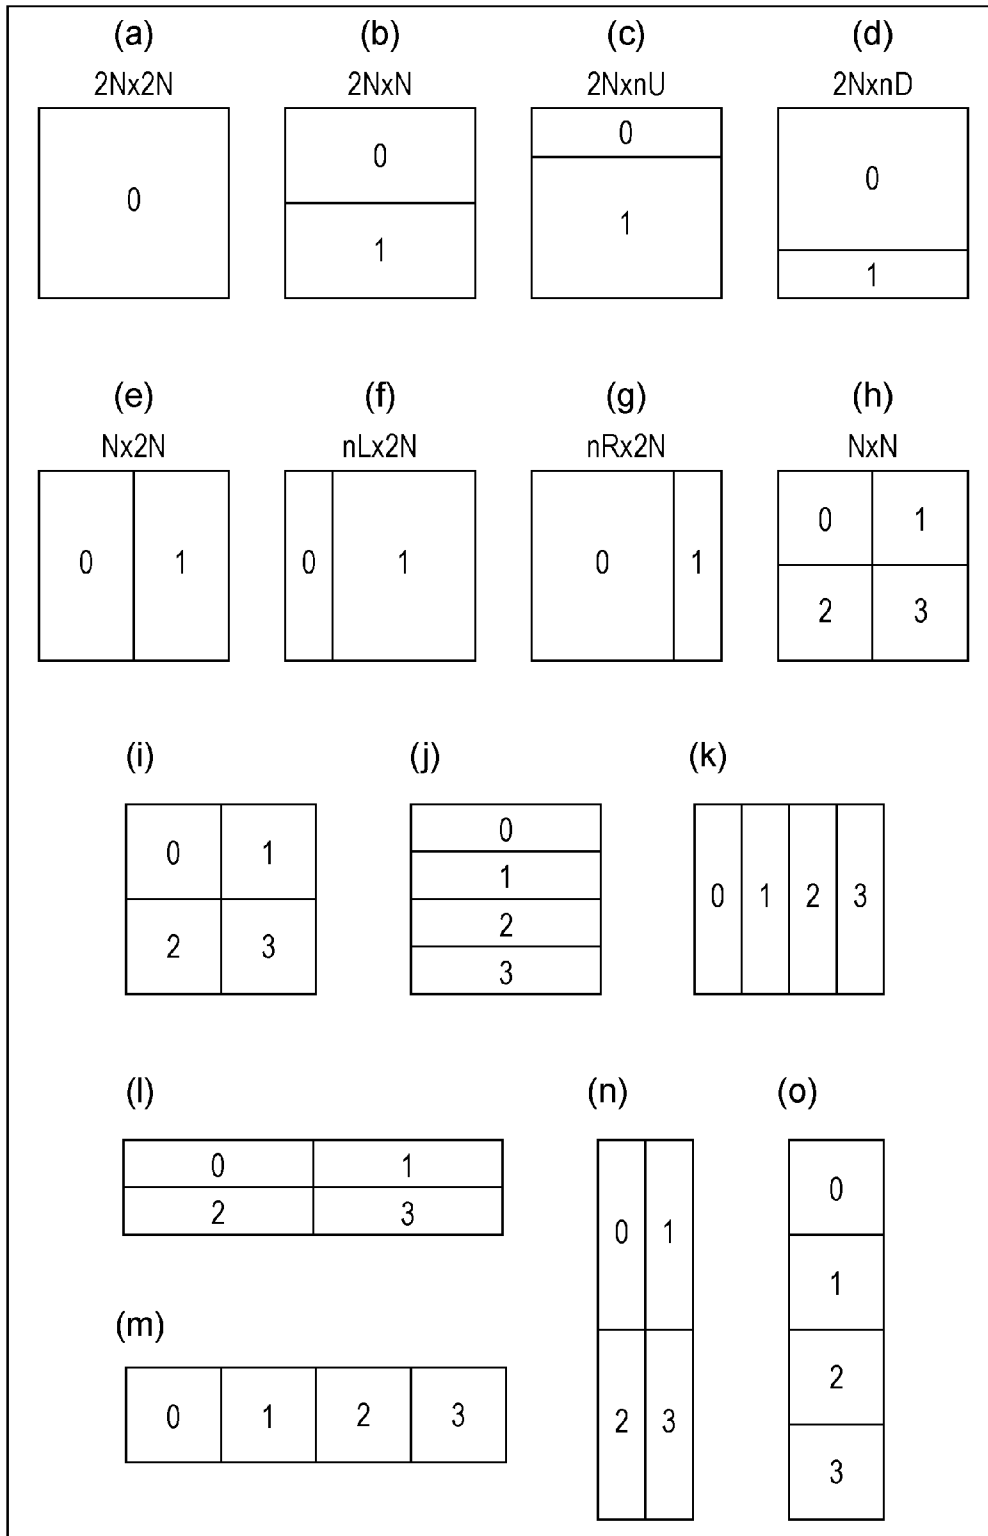 (a) (b) (c) (d)
2Nx2N 2NxN 2NxnU 2NxnD
0 0 0 0
1 1 1
(e) (f) (g) (h)
Nx2N nLx2N nRx2N NxN
0 1 0 1 0 1 0 1
2 3
(i) (j) (k)
0 1 0 0 1 2 3
1
2 3 2
3
(l) (n) (o)
0 1 0 1 0
2 3 1
(m) 2
0 1 2 3 2 3 3